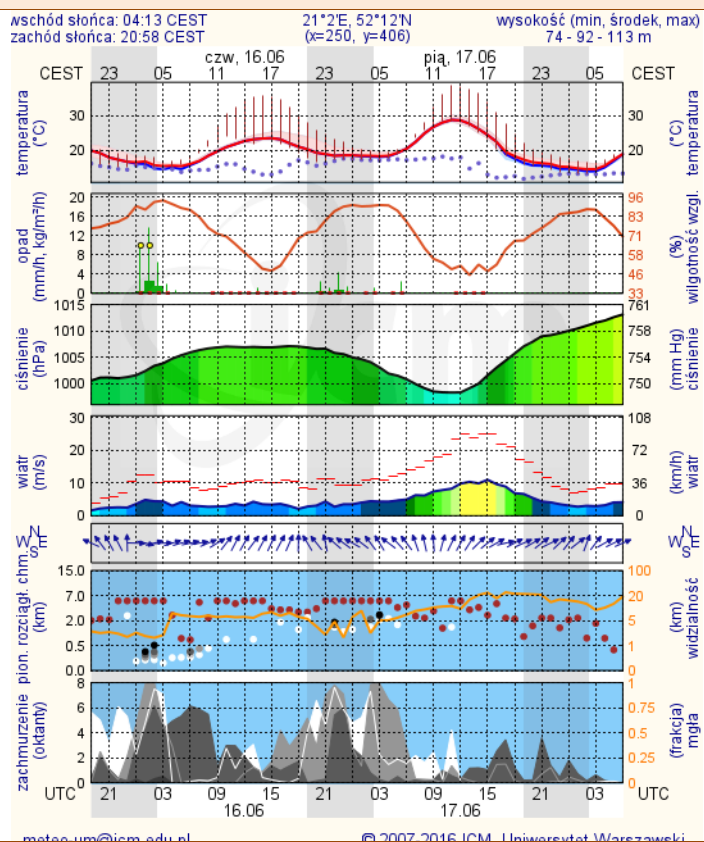 wschód słońca: 04:13 CEST 21°2'E, 52°12'N wysokość (min, środek, max)
zachód słońca: 20:58 CEST (x=250, y=406) 74 - 92 - 113 m
czw, 16.06 pią, 17.06
CEST 23 05 11 17 23 05 11 17 23 05 CEST
temperatura (°C)
30 30
20 20
temperatura (°C)
opad (mm/h, kg/m²/h)
20 96
16 83
12 71
8 58
4 46
0 33
wilgotność wzgl. (%)
ciśnienie (hPa)
1015 761
1010 758
1005 754
1000 750
ciśnienie (mm Hg)
wiatr (m/s)
30 108
20 72
10 36
0 0
wiatr (km/h)
N N
W E W E
S S
pion. rozciągł. chm. (km)
15.0 100
7.0 20
2.0 5
0.5 1
0.0 0
widzialność (km)
zachmurzenie (oktanty)
8 1
6 0.75
4 0.5
2 0.25
0 0
mgła (frakcja)
UTC 21 03 09 15 21 03 09 15 21 03 UTC
16.06 17.06
meteo-um@icm.edu.pl © 2007-2016 ICM, Uniwersytet Warszawski